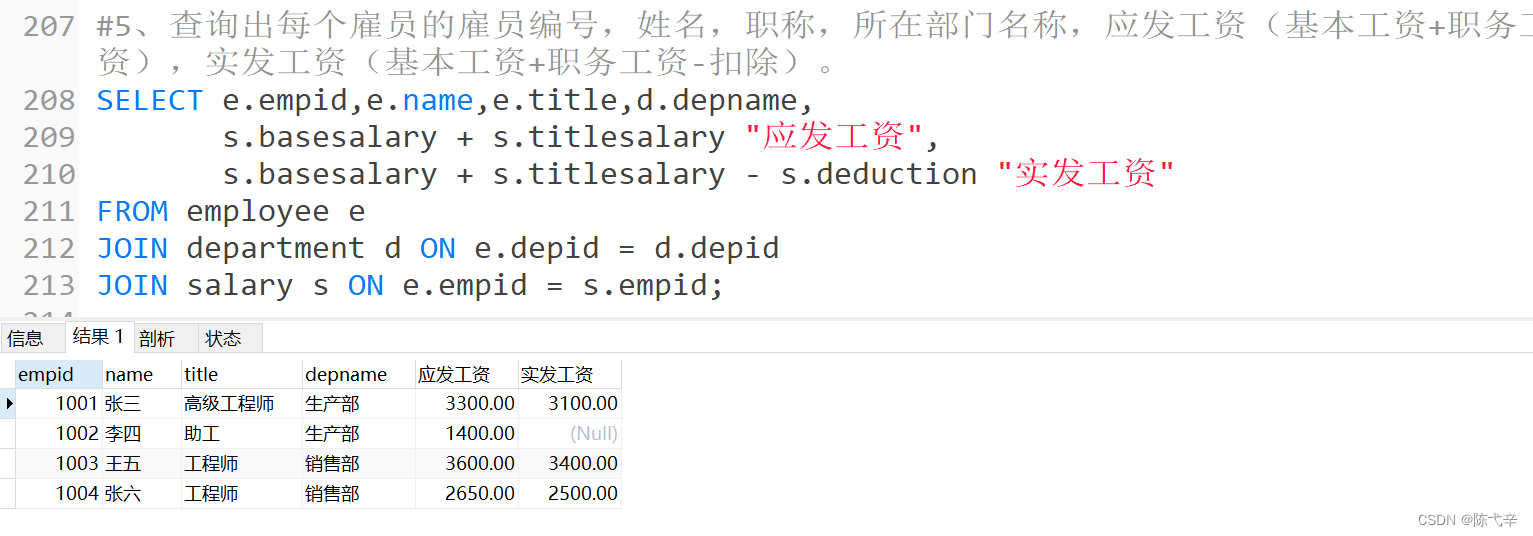 207 #5、查询出每个雇员的雇员编号，姓名，职称，所在部门名称，应发工资（基本工资+职务工
资），实发工资（基本工资+职务工资-扣除）。
208 SELECT e.empid,e.name,e.title,d.depname,
209 s.basesalary + s.titlesalary "应发工资",
210 s.basesalary + s.titlesalary - s.deduction "实发工资"
211 FROM employee e
212 JOIN department d ON e.depid = d.depid
213 JOIN salary s ON e.empid = s.empid;
信息 结果 1 剖析 状态
empid name title depname 应发工资 实发工资
1001 张三 高级工程师 生产部 3300.00 3100.00
1002 李四 助工 生产部 1400.00 (Null)
1003 王五 工程师 销售部 3600.00 3400.00
1004 张六 工程师 销售部 2650.00 2500.00
CSDN @陈弋辛